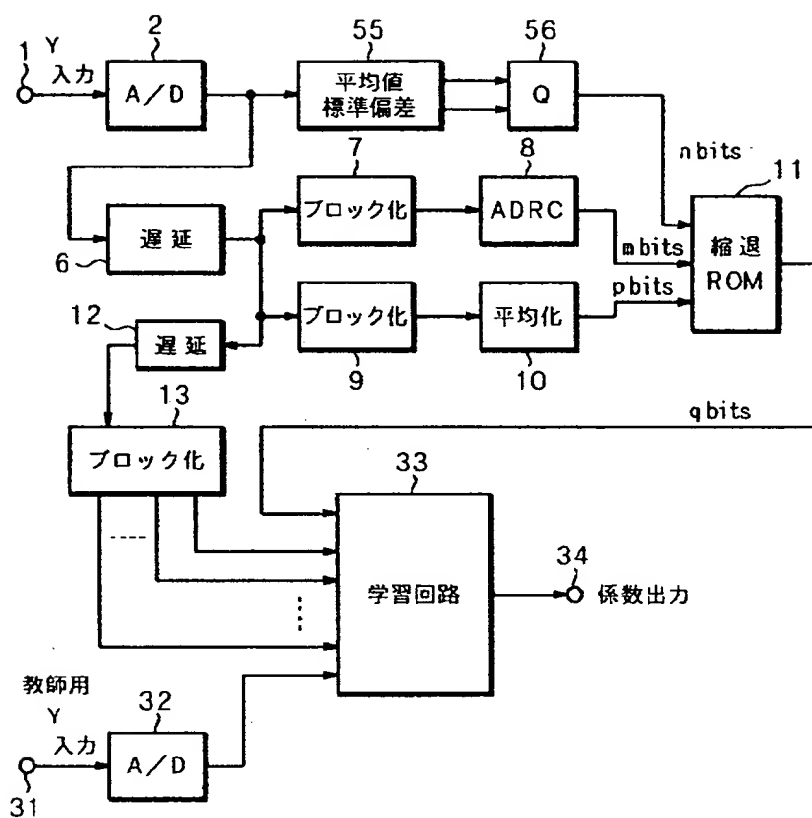 2
55
56
1
Y
入力
A/D
平均値
標準偏差
Q
nbits
7
8
11
ブロック化
ADRC
遅延
6
mbits
縮退
ROM
pbits
12
遅延
ブロック化
平均化
9
10
13
qbits
ブロック化
33
学習回路
34
係数出力
教師用
Y
入力
32
A/D
31